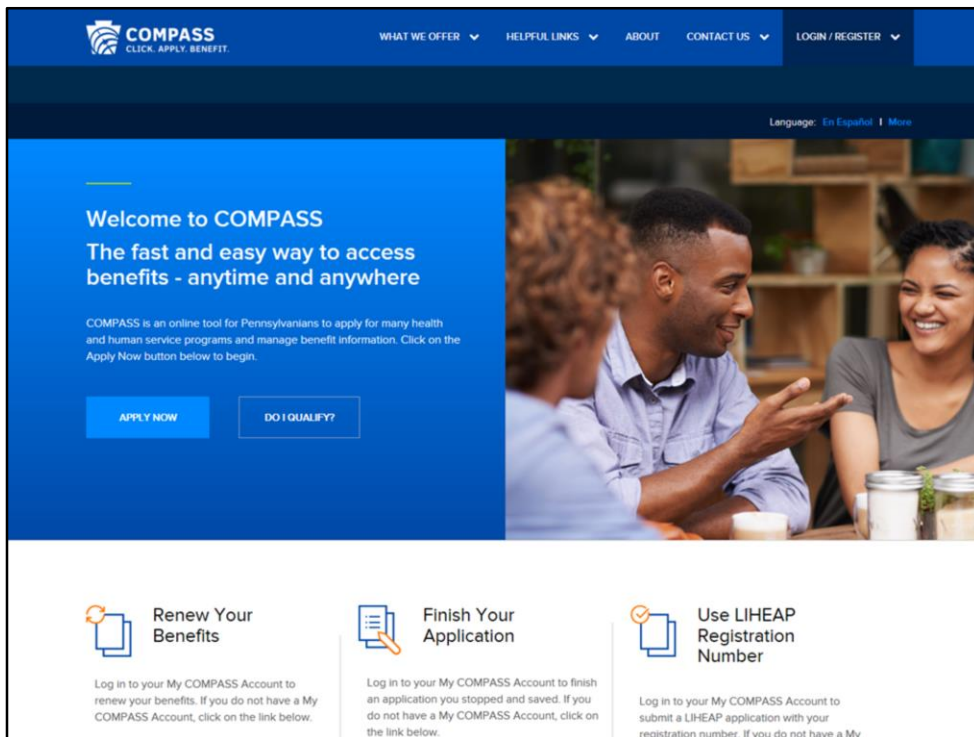 COMPASS
CLICK. APPLY. BENEFIT.
WHAT WE OFFER
HELPFUL LINKS
ABOUT
CONTACT US
LOGIN / REGISTER
Language: En Español | More
Welcome to COMPASS
The fast and easy way to access
benefits - anytime and anywhere
COMPASS is an online tool for Pennsylvanians to apply for many health
and human service programs and manage benefit information. Click on the
Apply Now button below to begin.
APPLY NOW
DO I QUALIFY?
Renew Your
Benefits
Log in to your My COMPASS Account to
renew your benefits. If you do not have a My
COMPASS Account, click on the link below.
Finish Your
Application
Log in to your My COMPASS Account to finish
an application you stopped and saved. If you
do not have a My COMPASS Account, click on
the link below.
Use LIHEAP
Registration
Number
Log in to your My COMPASS Account to
submit a LIHEAP application with your
registration number. If you do not have a My